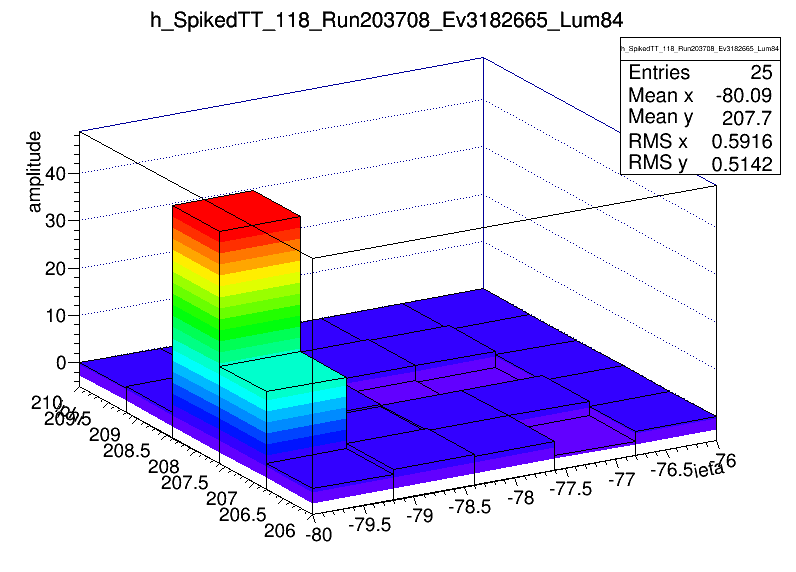 h_SpikedTT_118_Run203708_Ev3182665_Lum84
h_SpikedTT_118_Run203708_Ev3182665_Lum84
Entries 25
Mean x -80.09
Mean y 207.7
RMS x 0.5916
RMS y 0.5142
amplitude
40
30
20
10
0
210
209.5
209
208.5
208
207.5
207
206.5
206
-80
-79.5
-79
-78.5
-78
-77.5
-77
-76.5
-76
ieta